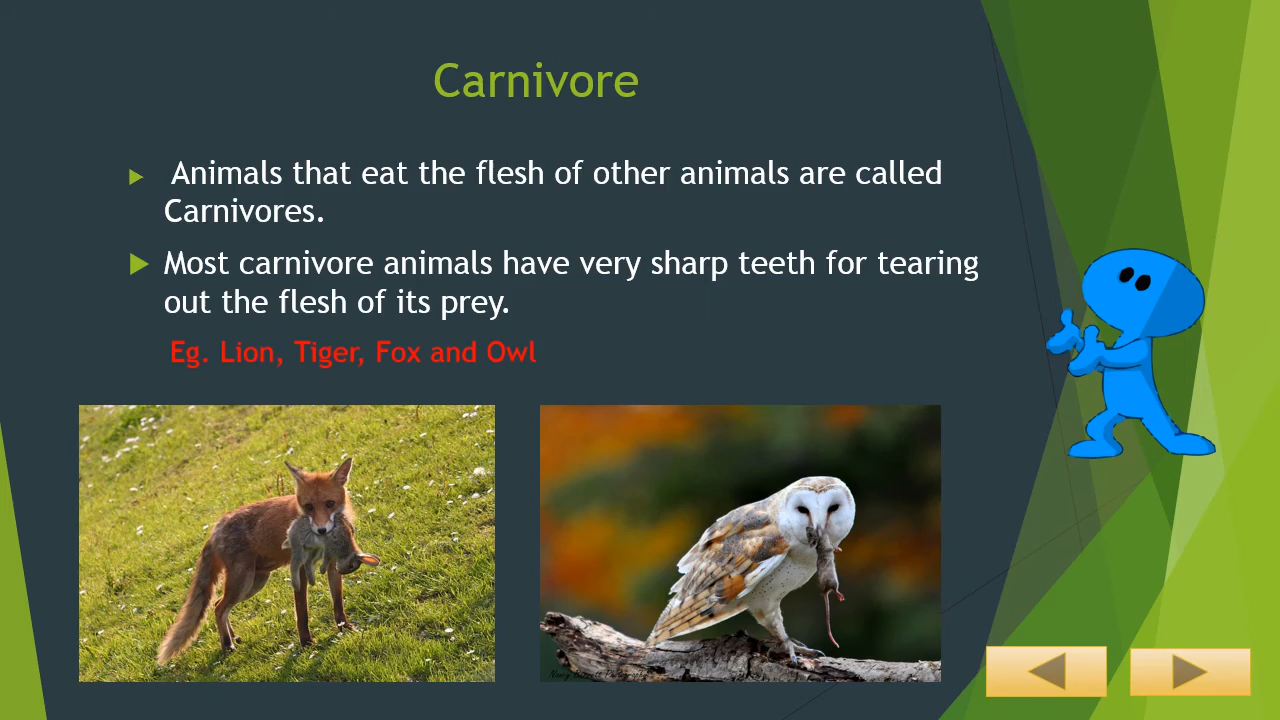 Carnivore
Animals that eat the flesh of other animals are called
Carnivores.
Most carnivore animals have very sharp teeth for tearing
out the flesh of its prey.
Eg. Lion, Tiger, Fox and Owl